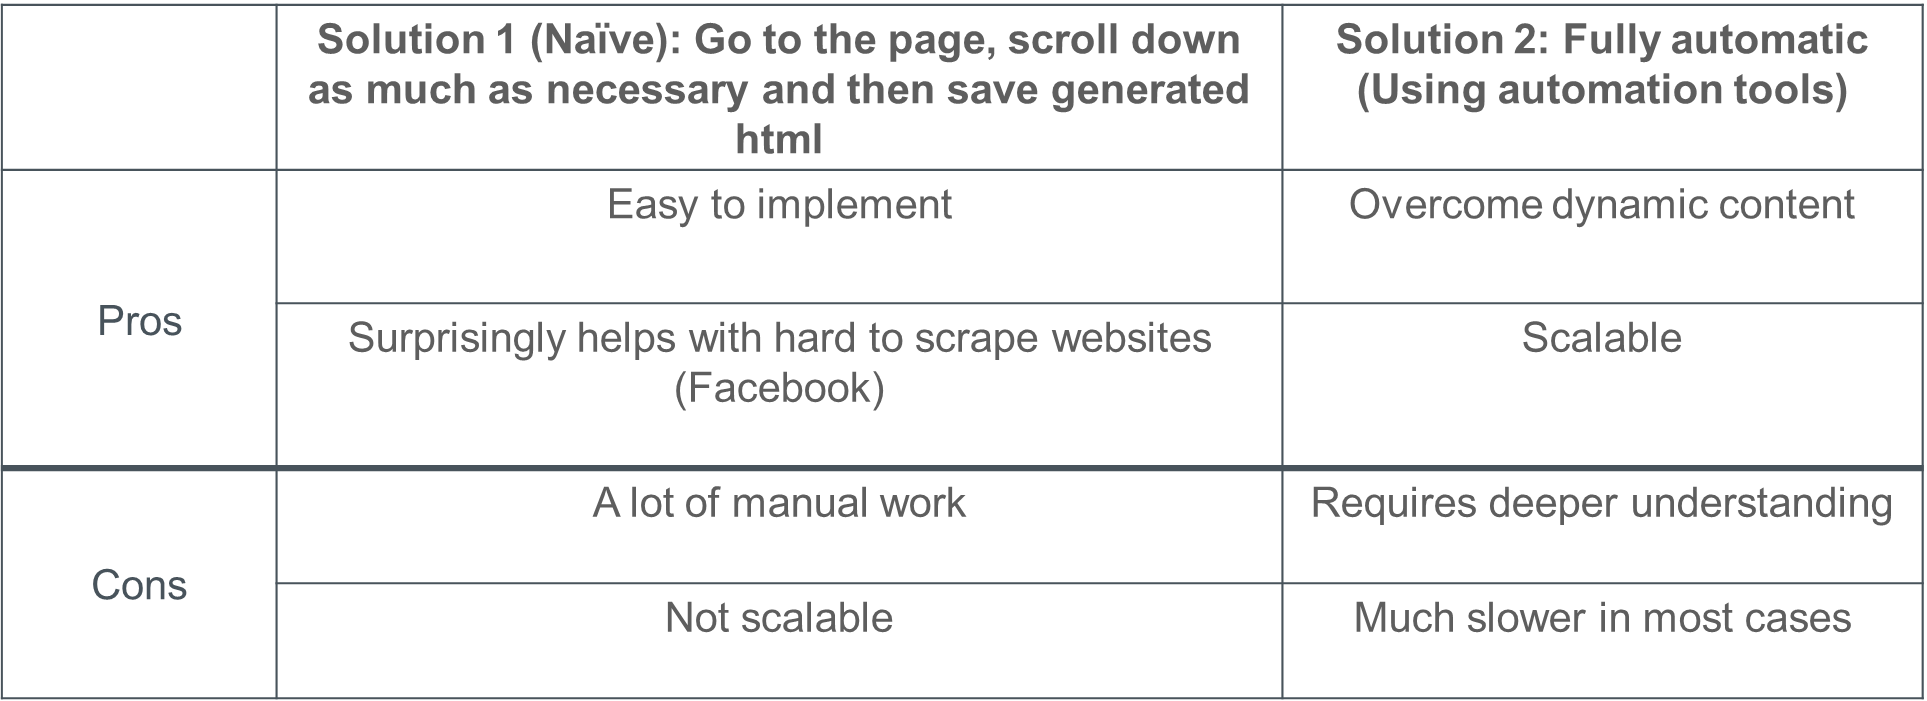 Solution 1 (Naïve): Go to the page, scroll down
as much as necessary and then save generated
html
Solution 2: Fully automatic
(Using automation tools)
Pros
Easy to implement
Overcome dynamic content
Surprisingly helps with hard to scrape websites
(Facebook)
Scalable
Cons
A lot of manual work
Requires deeper understanding
Not scalable
Much slower in most cases